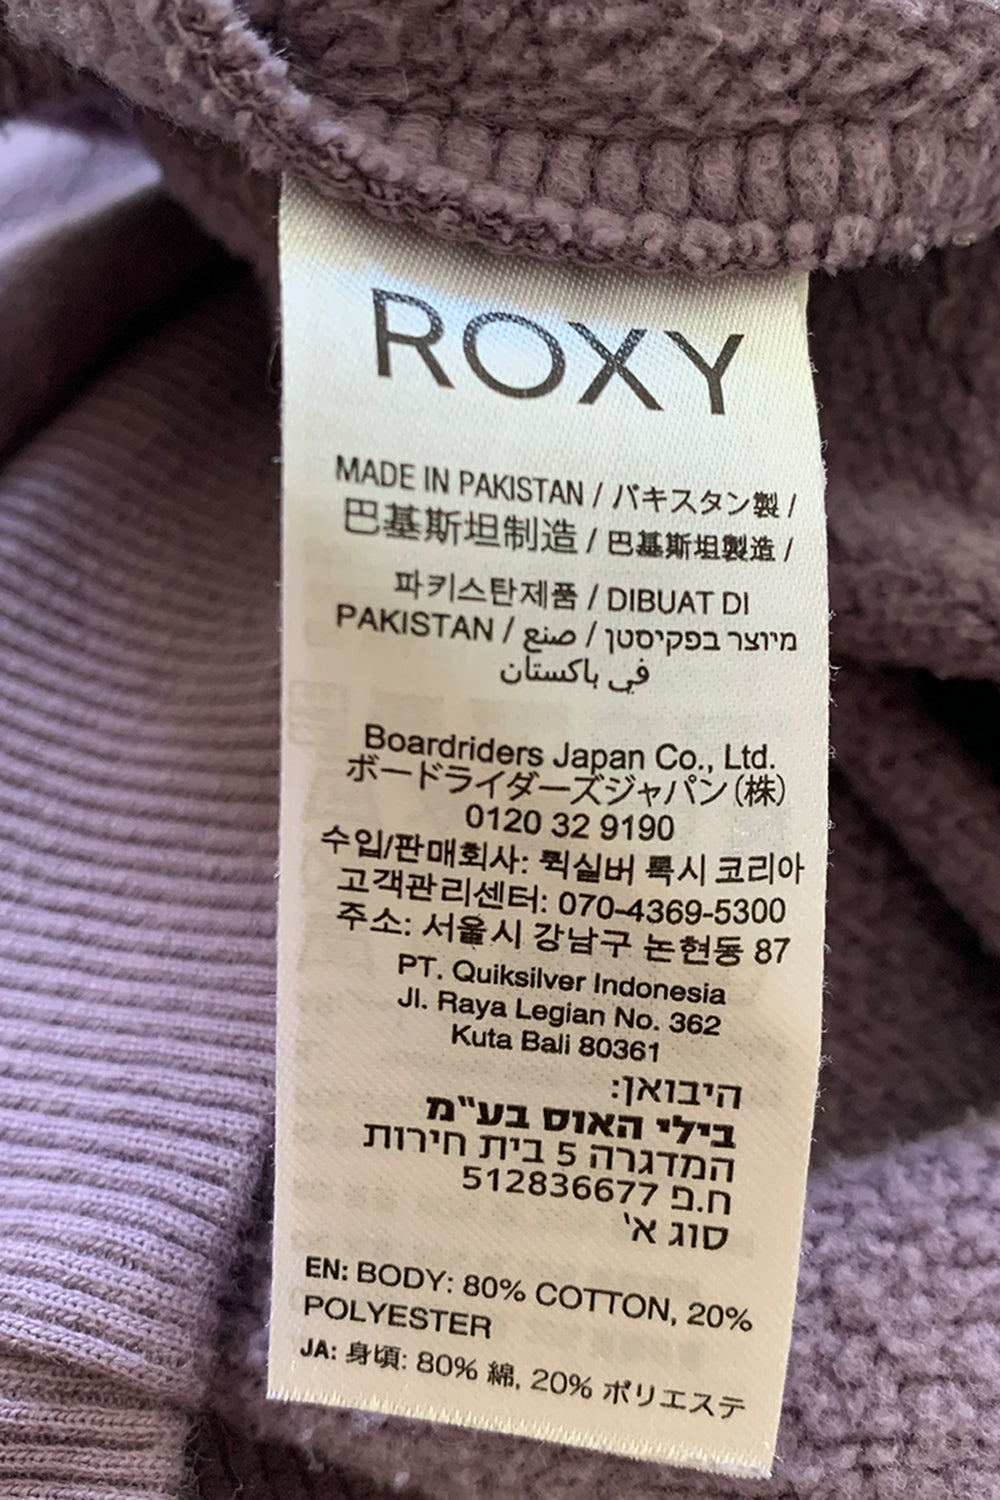 ROXY
MADE IN PAKISTAN / パキスタン製 /
巴基斯坦制造 / 巴基斯坦製造 /
파키스탄제품 / DIBUAT DI
PAKISTAN / صنع / מיוצר בפקיסטן
في باكستان
Boardriders Japan Co., Ltd.
ボードライダーズジャパン(株)
0120 32 9190
수입/판매회사: 퀵실버 록시 코리아
고객관리센터: 070-4369-5300
주소: 서울시 강남구 논현동 87
PT. Quiksilver Indonesia
Jl. Raya Legian No. 362
Kuta Bali 80361
היבואן:
בילי האוס בע"מ
המדגרה 5 בית חירות
ח.פ 512836677
סוג א'
EN: BODY: 80% COTTON, 20%
POLYESTER
JA: 身頃: 80% 綿, 20% ポリエステ